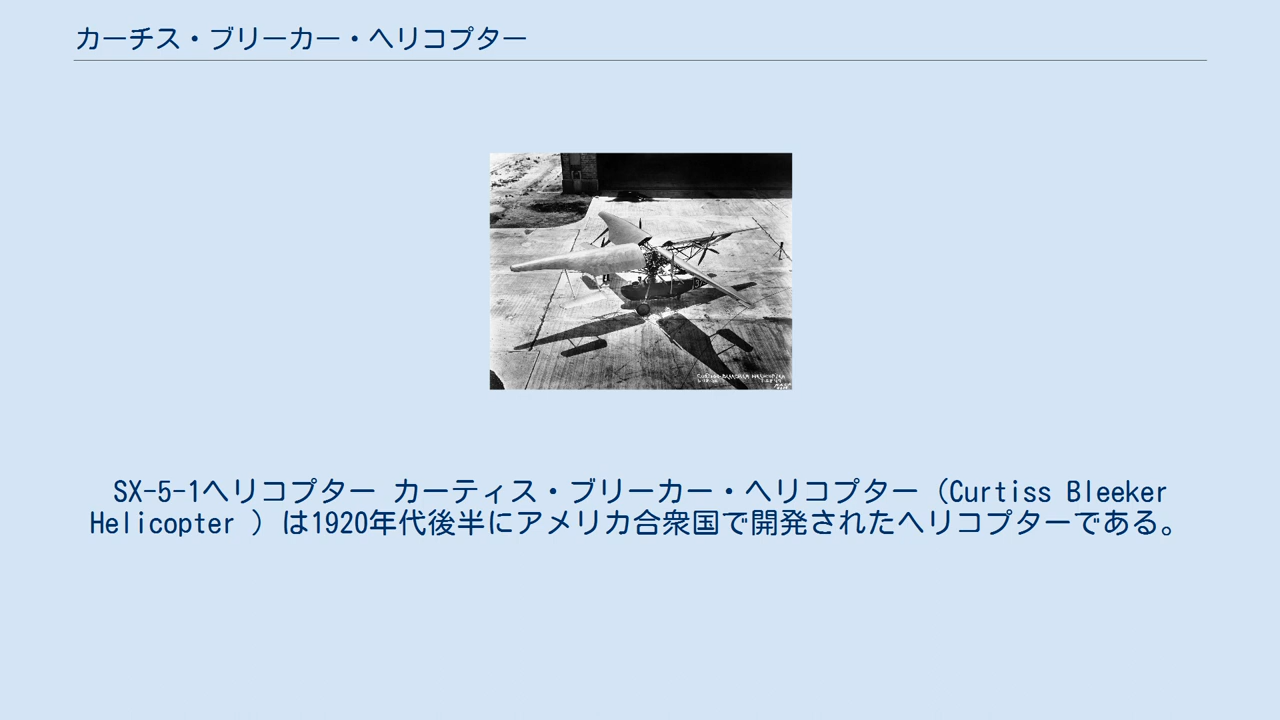 カーチス・ブリーカー・ヘリコプター
SX-5-1ヘリコプター カーティス・ブリーカー・ヘリコプター（Curtiss Bleeker
Helicopter ）は1920年代後半にアメリカ合衆国で開発されたヘリコプターである。